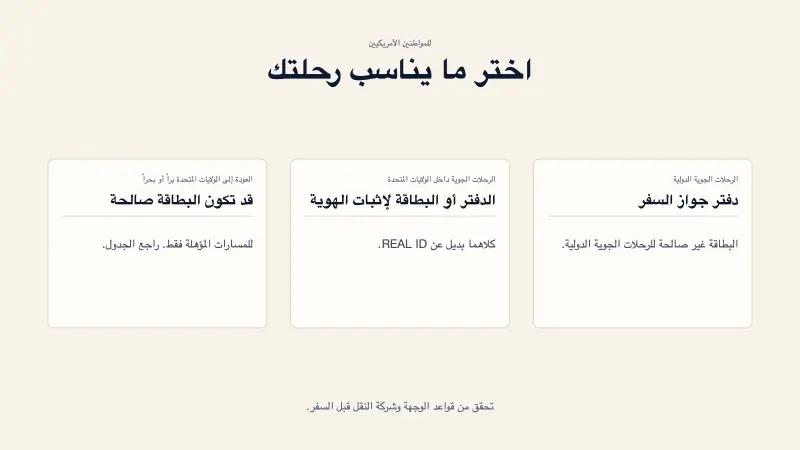 للمواطنين الأمريكيين
اختر ما يناسب رحلتك
الرحلات الجوية الدولية
دفتر جواز السفر
البطاقة غير صالحة للرحلات الجوية الدولية.
الرحلات الجوية داخل الولايات المتحدة
الدفتر أو البطاقة لإثبات الهوية
كلاهما بديل عن REAL ID.
العودة إلى الولايات المتحدة براً أو بحراً
قد تكون البطاقة صالحة
للمسارات المؤهلة فقط. راجع الجدول.
تحقق من قواعد الوجهة وشركة النقل قبل السفر.